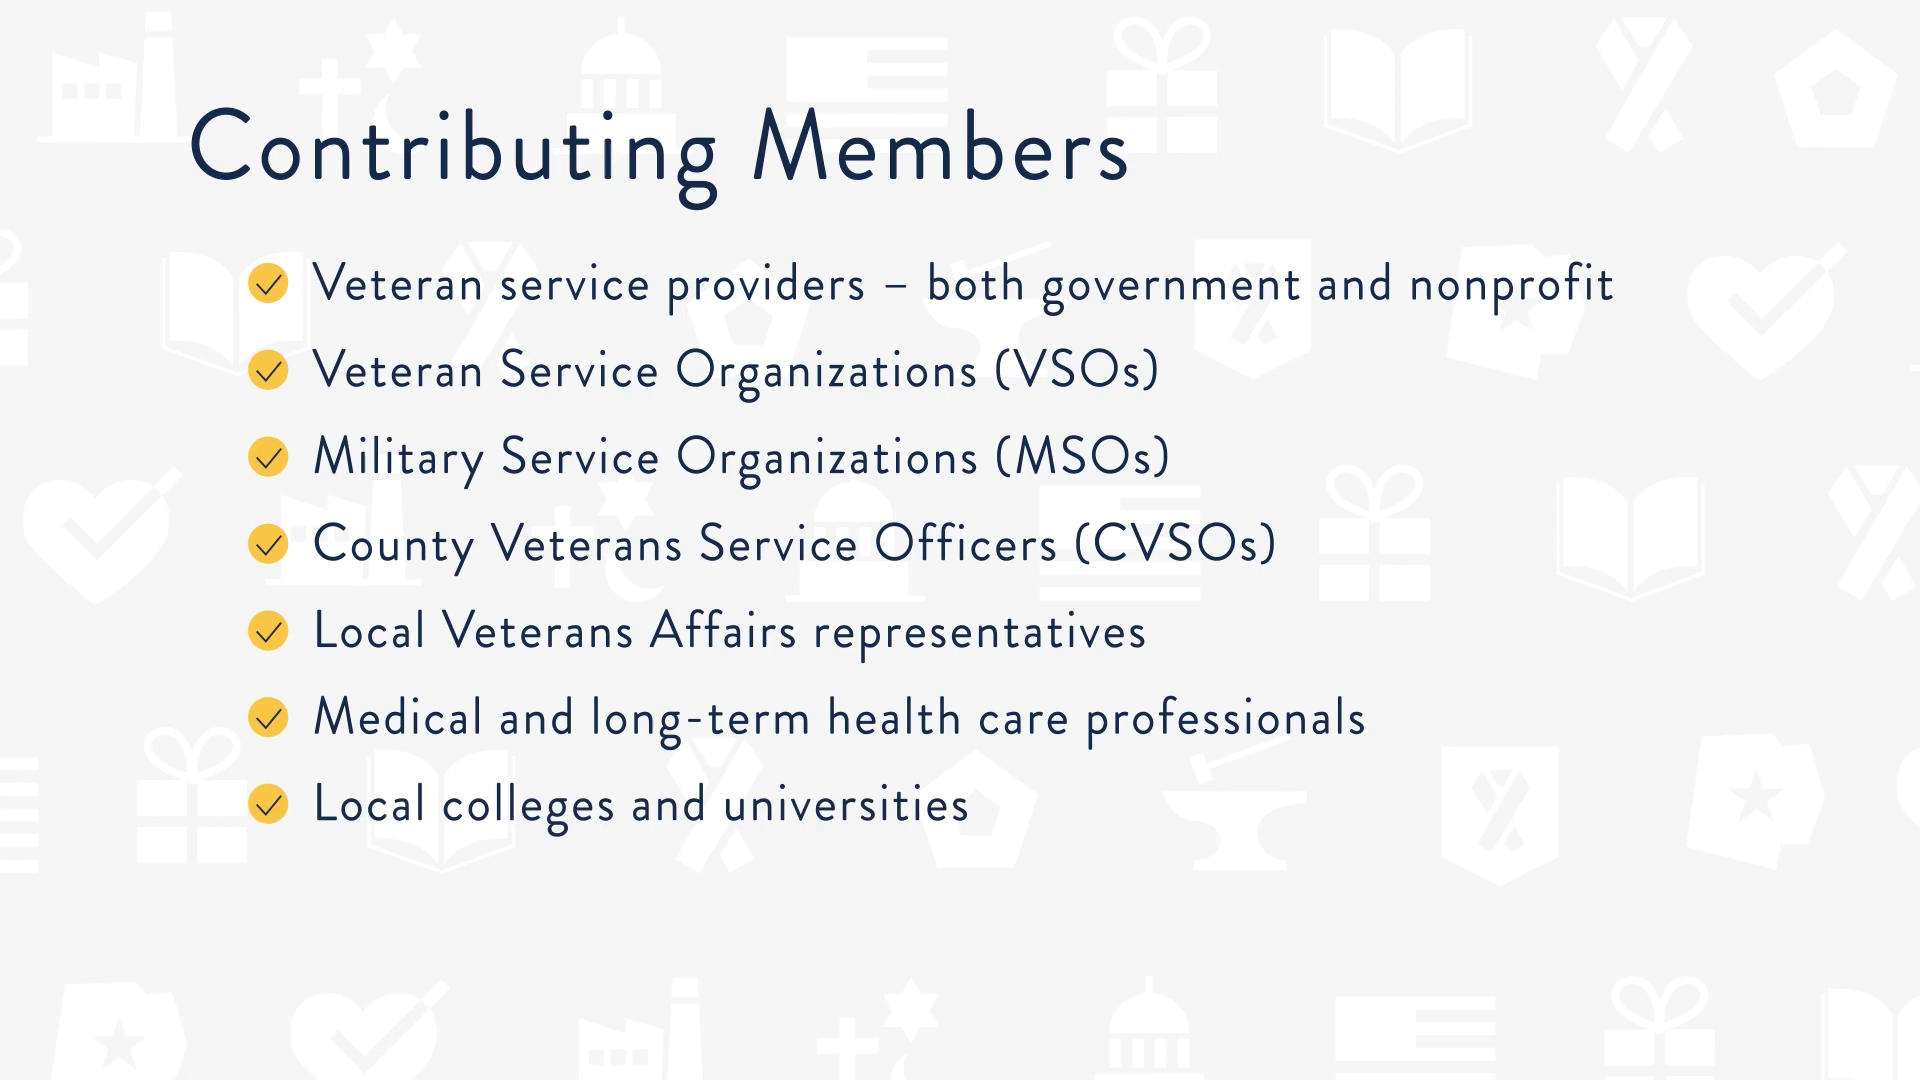 Contributing Members
Veteran service providers – both government and nonprofit
Veteran Service Organizations (VSOs)
Military Service Organizations (MSOs)
County Veterans Service Officers (CVSOs)
Local Veterans Affairs representatives
Medical and long-term health care professionals
Local colleges and universities